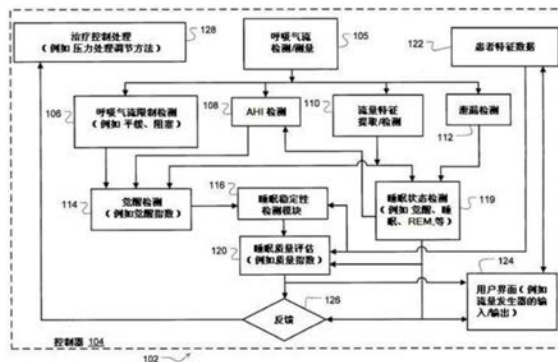 治疗控制处理
(例如 压力处理调节方法)
128
呼吸气流
检测/测量
105
122
患者特征数据
106
呼吸气流限制检测
(例如 平缓、阻塞)
108
AHI 检测
110
流量特征
提取/检测
泄漏检测
112
114
觉醒检测
(例如觉醒指数)
116
睡眠稳定性
检测模块
睡眠状态检测
(例如 觉醒、睡
眠、REM,等)
119
120
睡眠质量评估
(例如质量指数)
124
用户界面(例如
流量发生器的输
入/输出)
126
反馈
控制器 104
102